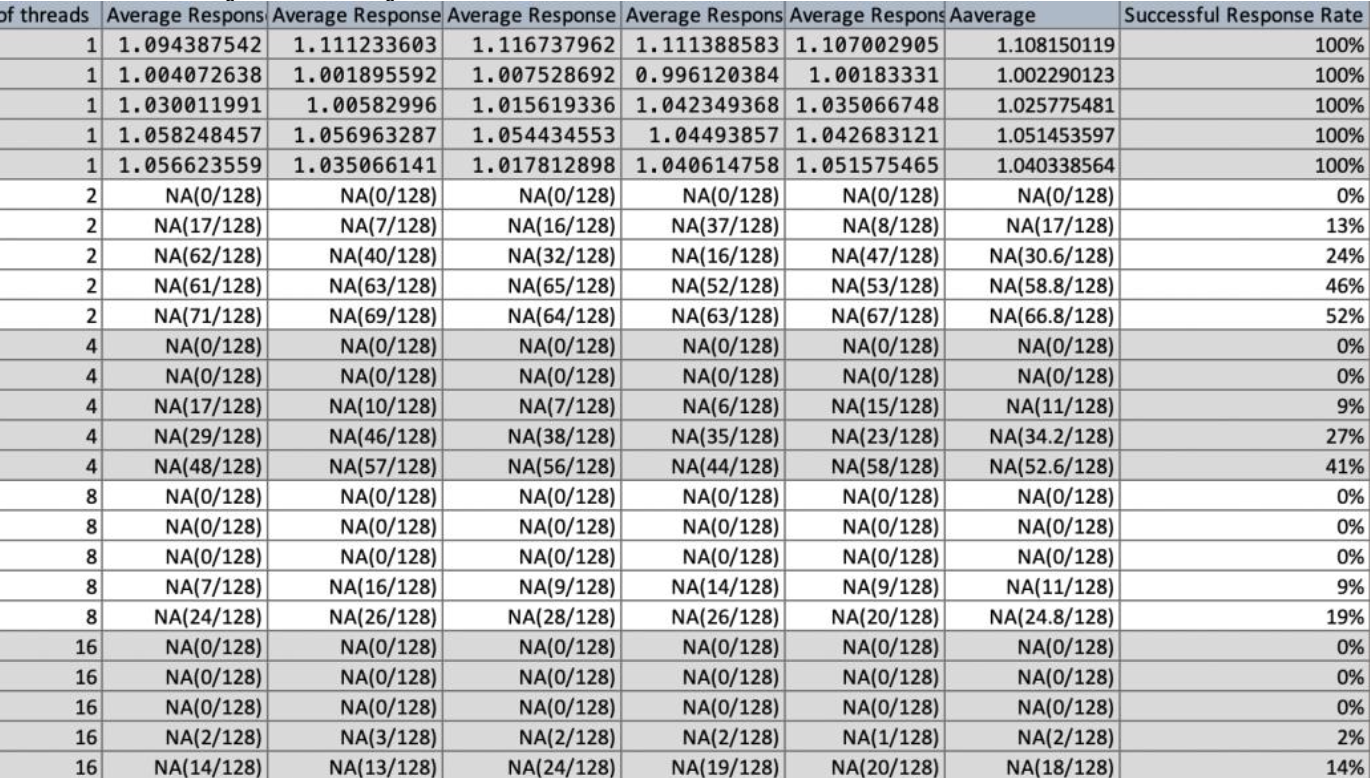 of threads Average Respons Average Response Average Response Average Respons Average Respons Aaverage Successful Response Rate
1 1.094387542 1.111233603 1.116737962 1.111388583 1.107002905 1.108150119 100%
1 1.004072638 1.001895592 1.007528692 0.996120384 1.00183331 1.002290123 100%
1 1.030011991 1.00582996 1.015619336 1.042349368 1.035066748 1.025775481 100%
1 1.058248457 1.056963287 1.054434553 1.04493857 1.042683121 1.051453597 100%
1 1.056623559 1.035066141 1.017812898 1.040614758 1.051575465 1.040338564 100%
2 NA(0/128) NA(0/128) NA(0/128) NA(0/128) NA(0/128) NA(0/128) 0%
2 NA(17/128) NA(7/128) NA(16/128) NA(37/128) NA(8/128) NA(17/128) 13%
2 NA(62/128) NA(40/128) NA(32/128) NA(16/128) NA(47/128) NA(30.6/128) 24%
2 NA(61/128) NA(63/128) NA(65/128) NA(52/128) NA(53/128) NA(58.8/128) 46%
2 NA(71/128) NA(69/128) NA(64/128) NA(63/128) NA(67/128) NA(66.8/128) 52%
4 NA(0/128) NA(0/128) NA(0/128) NA(0/128) NA(0/128) NA(0/128) 0%
4 NA(0/128) NA(0/128) NA(0/128) NA(0/128) NA(0/128) NA(0/128) 0%
4 NA(17/128) NA(10/128) NA(7/128) NA(6/128) NA(15/128) NA(11/128) 9%
4 NA(29/128) NA(46/128) NA(38/128) NA(35/128) NA(23/128) NA(34.2/128) 27%
4 NA(48/128) NA(57/128) NA(56/128) NA(44/128) NA(58/128) NA(52.6/128) 41%
8 NA(0/128) NA(0/128) NA(0/128) NA(0/128) NA(0/128) NA(0/128) 0%
8 NA(0/128) NA(0/128) NA(0/128) NA(0/128) NA(0/128) NA(0/128) 0%
8 NA(0/128) NA(0/128) NA(0/128) NA(0/128) NA(0/128) NA(0/128) 0%
8 NA(7/128) NA(16/128) NA(9/128) NA(14/128) NA(9/128) NA(11/128) 9%
8 NA(24/128) NA(26/128) NA(28/128) NA(26/128) NA(20/128) NA(24.8/128) 19%
16 NA(0/128) NA(0/128) NA(0/128) NA(0/128) NA(0/128) NA(0/128) 0%
16 NA(0/128) NA(0/128) NA(0/128) NA(0/128) NA(0/128) NA(0/128) 0%
16 NA(0/128) NA(0/128) NA(0/128) NA(0/128) NA(0/128) NA(0/128) 0%
16 NA(2/128) NA(3/128) NA(2/128) NA(2/128) NA(1/128) NA(2/128) 2%
16 NA(14/128) NA(13/128) NA(24/128) NA(19/128) NA(20/128) NA(18/128) 14%